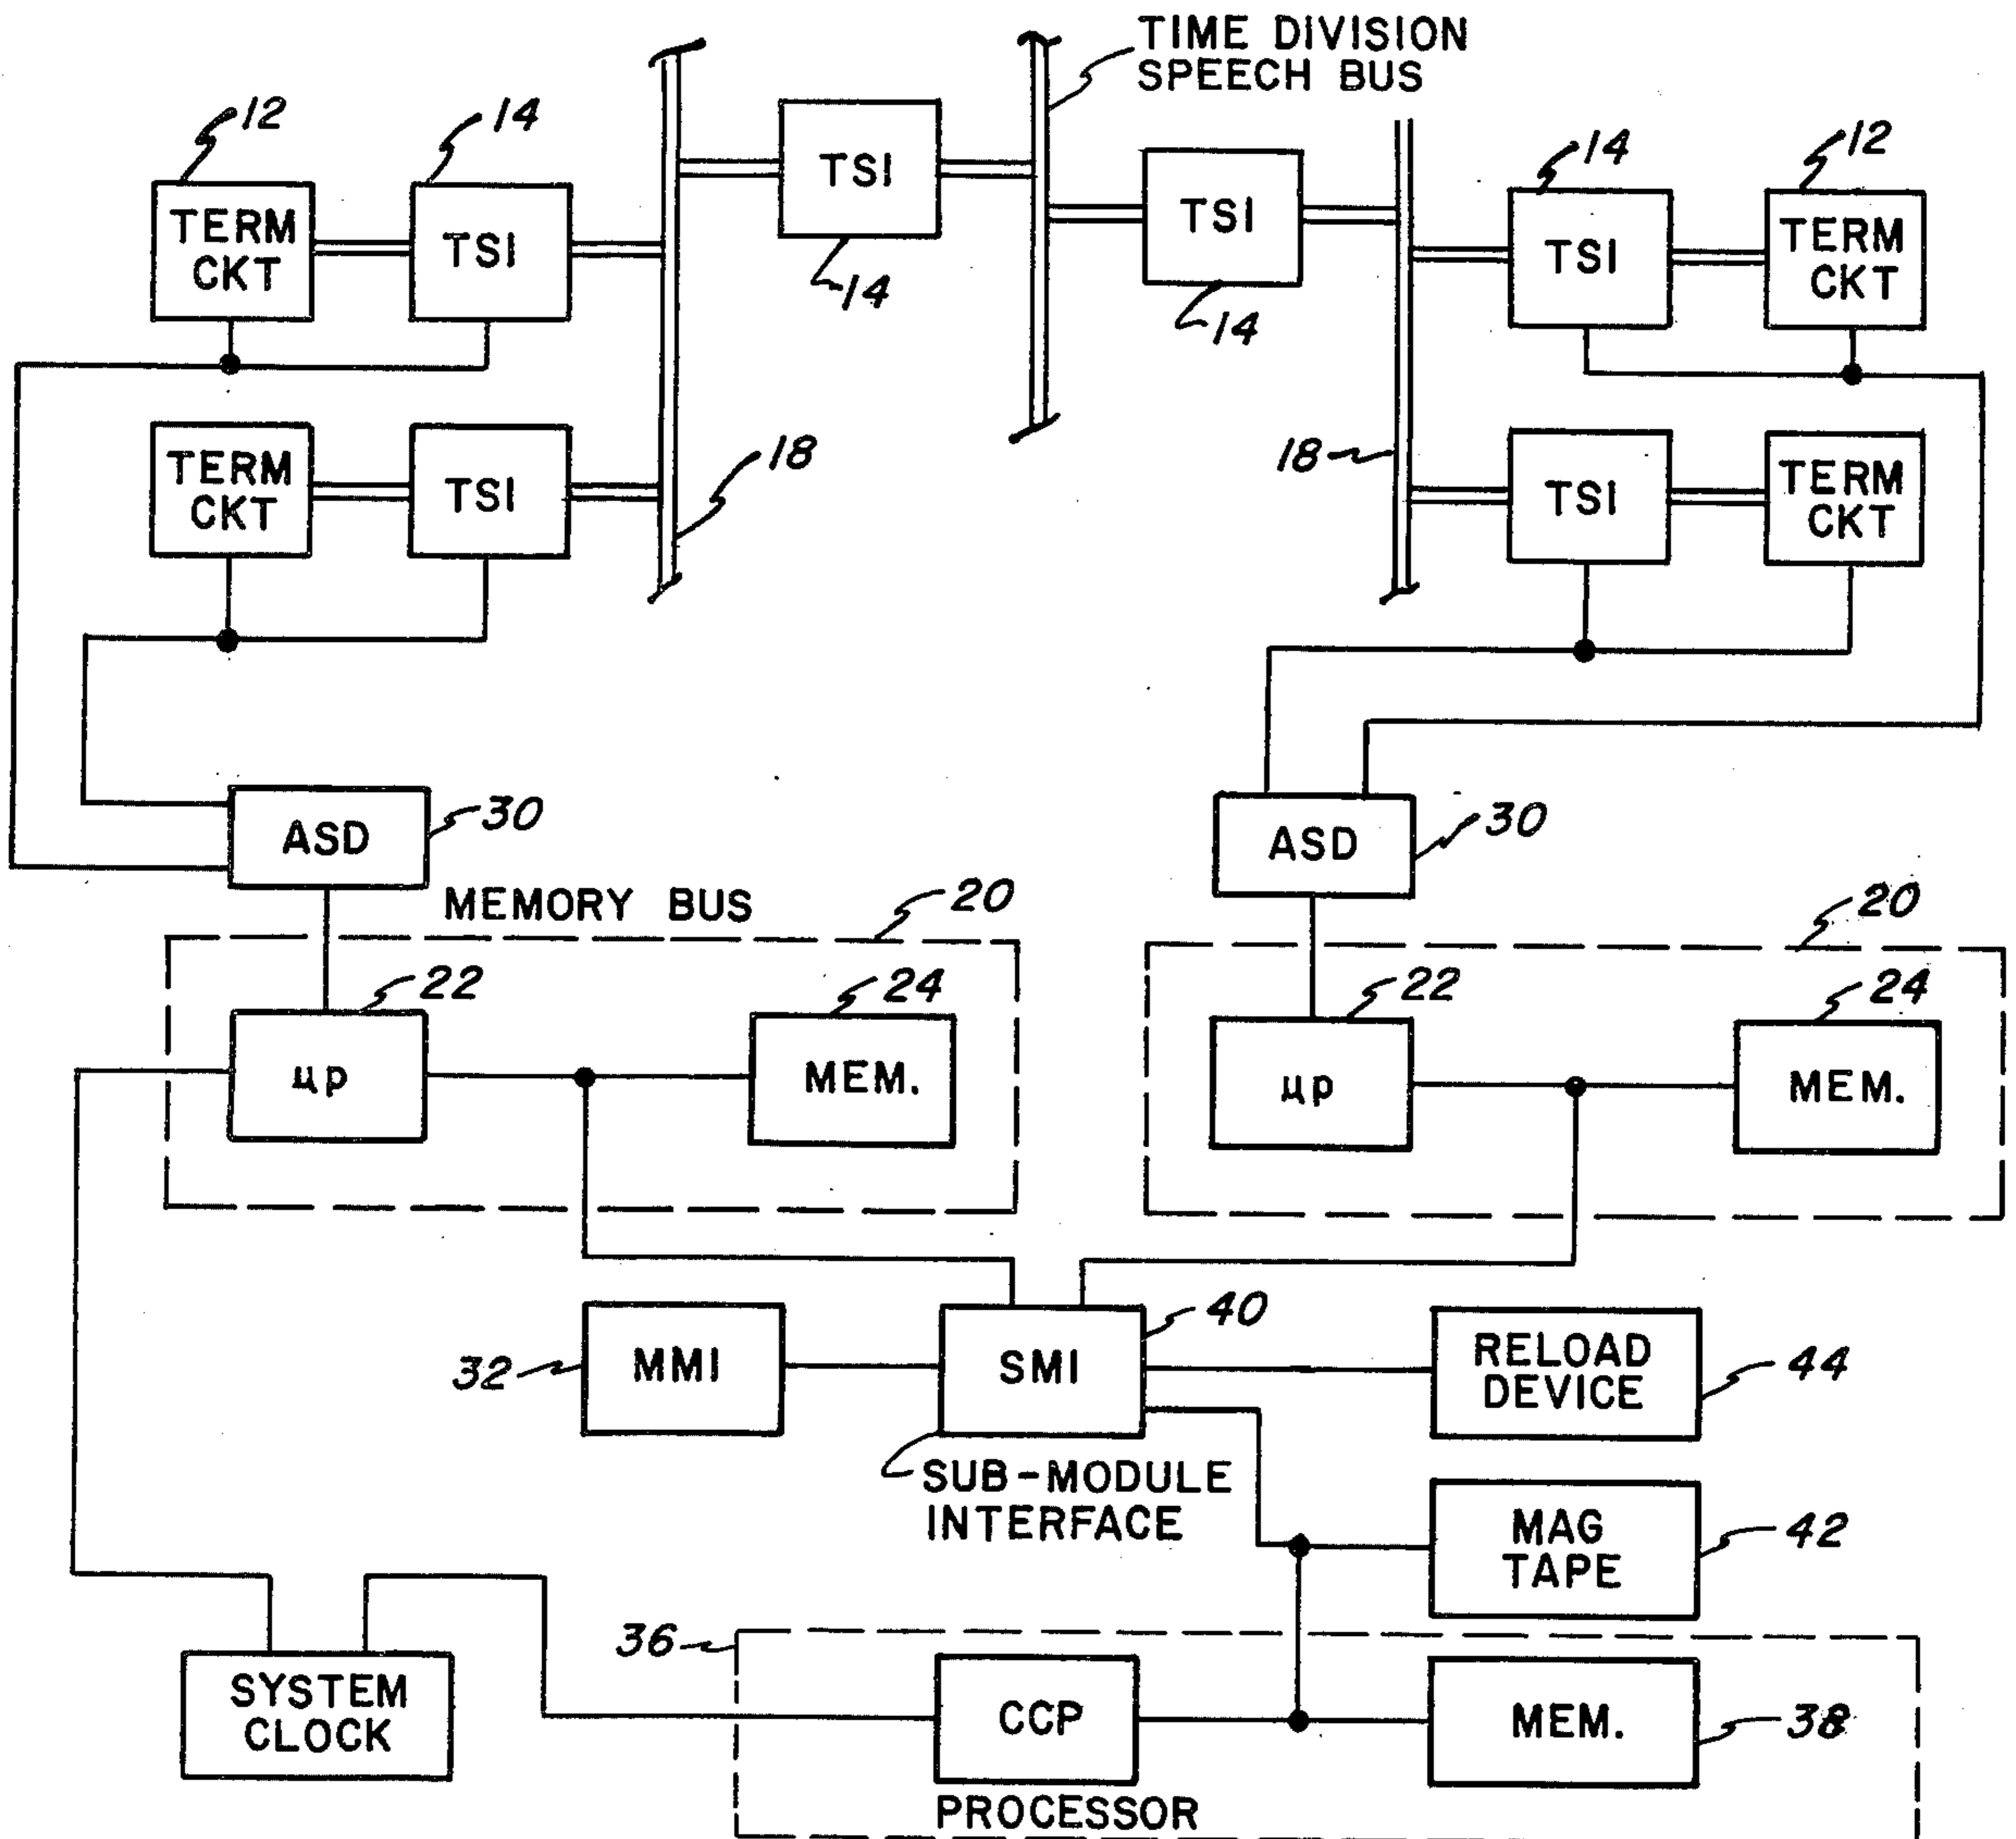 TIME DIVISION
SPEECH BUS
12
14
TERM
CKT
TSI
TSI
14
TSI
14
14
TSI
12
TERM
CKT
TERM
CKT
TSI
18
18
TSI
TERM
CKT
ASD
30
ASD
30
MEMORY BUS
20
20
22
µp
24
MEM.
22
µp
24
MEM.
32
MMI
SMI
40
SUB-MODULE
INTERFACE
RELOAD
DEVICE
44
MAG
TAPE
42
SYSTEM
CLOCK
36
CCP
MEM.
38
PROCESSOR